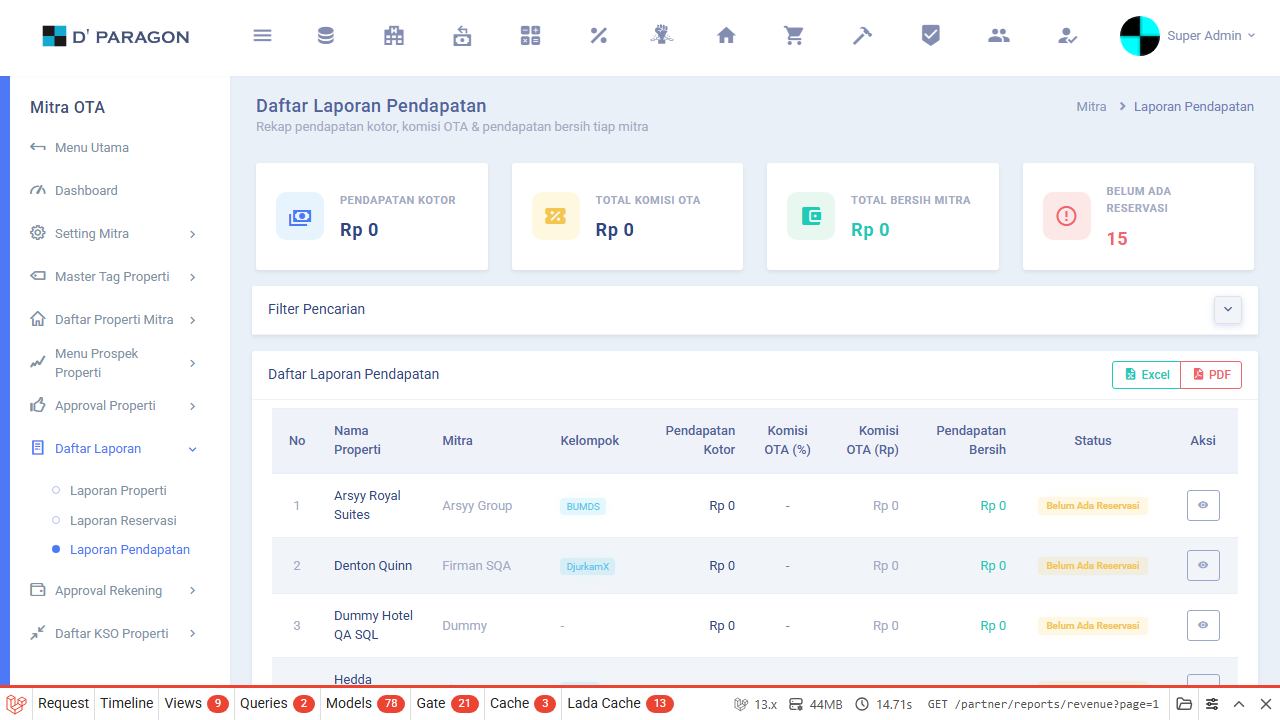 D' PARAGON
Super Admin
Mitra OTA
Menu Utama
Dashboard
Setting Mitra
Master Tag Properti
Daftar Properti Mitra
Menu Prospek
Properti
Approval Properti
Daftar Laporan
Laporan Properti
Laporan Reservasi
Laporan Pendapatan
Approval Rekening
Daftar KSO Properti
Daftar Laporan Pendapatan
Rekap pendapatan kotor, komisi OTA & pendapatan bersih tiap mitra
Mitra Laporan Pendapatan
PENDAPATAN KOTOR
Rp 0
TOTAL KOMISI OTA
Rp 0
TOTAL BERSIH MITRA
Rp 0
BELUM ADA
RESERVASI
15
Filter Pencarian
Daftar Laporan Pendapatan
Excel PDF
No Nama Properti Mitra Kelompok Pendapatan Kotor Komisi OTA (%) Komisi OTA (Rp) Pendapatan Bersih Status Aksi
1 Arsyy Royal Suites Arsyy Group BUMDS Rp 0 - Rp 0 Rp 0 Belum Ada Reservasi
2 Denton Quinn Firman SQA DjurkamX Rp 0 - Rp 0 Rp 0 Belum Ada Reservasi
3 Dummy Hotel QA SQL Dummy - Rp 0 - Rp 0 Rp 0 Belum Ada Reservasi
Hedda
Request Timeline Views 9 Queries 2 Models 78 Gate 21 Cache 3 Lada Cache 13 13.x 44MB 14.71s GET /partner/reports/revenue?page=1